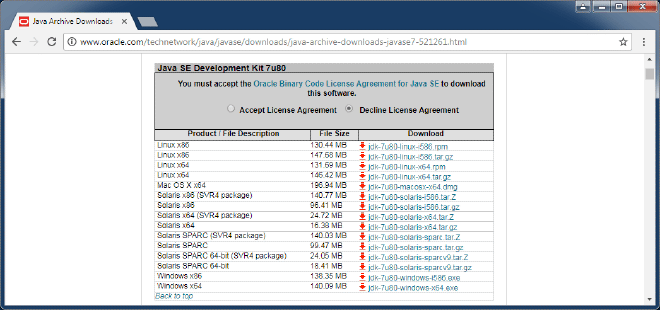 Java Archive Downloads
www.oracle.com/technetwork/java/javase/downloads/java-archive-downloads-javase7-521261.html
Java SE Development Kit 7u80
You must accept the Oracle Binary Code License Agreement for Java SE to download
this software.
Accept License Agreement Decline License Agreement
Product / File Description File Size Download
Linux x86 130.44 MB jdk-7u80-linux-i586.rpm
Linux x86 147.68 MB jdk-7u80-linux-i586.tar.gz
Linux x64 131.69 MB jdk-7u80-linux-x64.rpm
Linux x64 146.42 MB jdk-7u80-linux-x64.tar.gz
Mac OS X x64 196.94 MB jdk-7u80-macosx-x64.dmg
Solaris x86 (SVR4 package) 140.77 MB jdk-7u80-solaris-i586.tar.Z
Solaris x86 96.41 MB jdk-7u80-solaris-i586.tar.gz
Solaris x64 (SVR4 package) 24.72 MB jdk-7u80-solaris-x64.tar.Z
Solaris x64 16.38 MB jdk-7u80-solaris-x64.tar.gz
Solaris SPARC (SVR4 package) 140.03 MB jdk-7u80-solaris-sparc.tar.Z
Solaris SPARC 99.47 MB jdk-7u80-solaris-sparc.tar.gz
Solaris SPARC 64-bit (SVR4 package) 24.05 MB jdk-7u80-solaris-sparcv9.tar.Z
Solaris SPARC 64-bit 18.41 MB jdk-7u80-solaris-sparcv9.tar.gz
Windows x86 138.35 MB jdk-7u80-windows-i586.exe
Windows x64 140.09 MB jdk-7u80-windows-x64.exe
Back to top